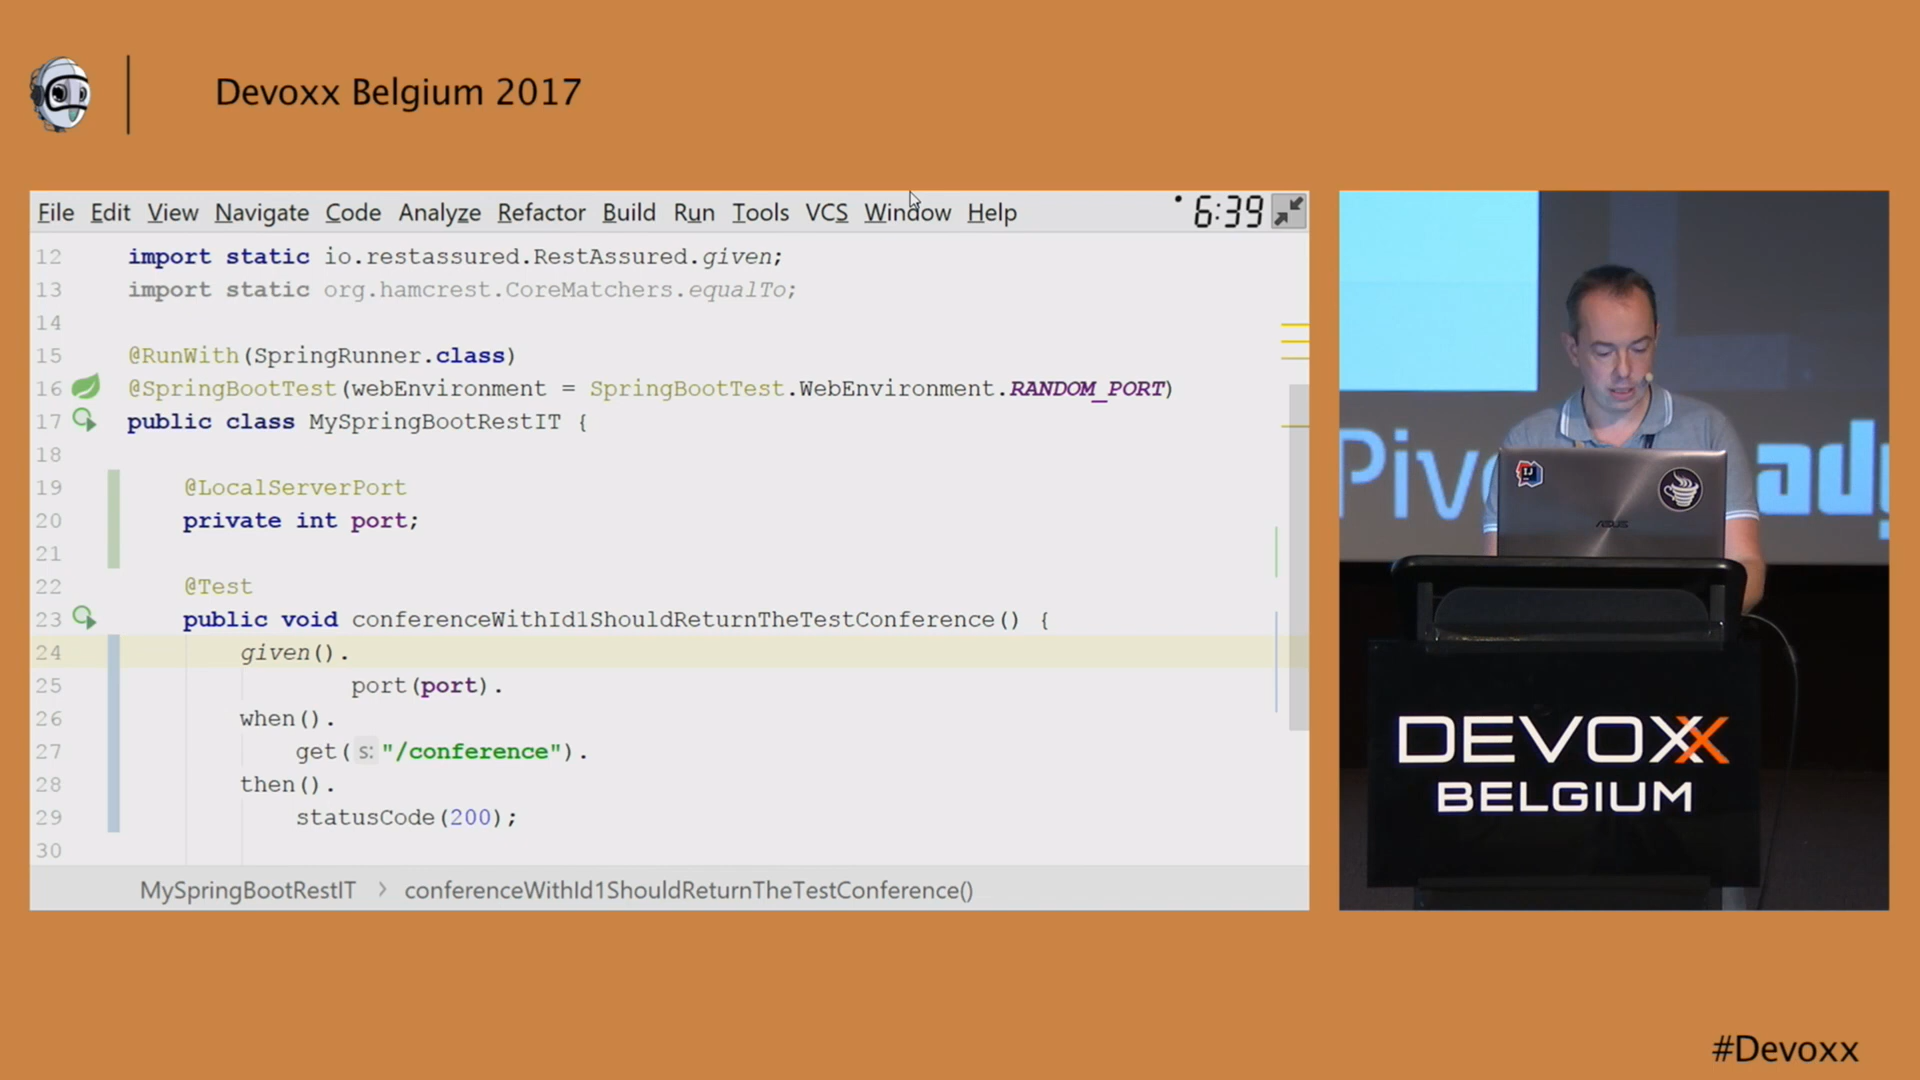 Devoxx Belgium 2017
File Edit View Navigate Code Analyze Refactor Build Run Tools VCS Window Help 6:39
12 import static io.restassured.RestAssured.given;
13 import static org.hamcrest.CoreMatchers.equalTo;
14
15 @RunWith(SpringRunner.class)
16 @SpringBootTest(webEnvironment = SpringBootTest.WebEnvironment.RANDOM_PORT)
17 public class MySpringBootRestIT {
18
19 @LocalServerPort
20 private int port;
21
22 @Test
23 public void conferenceWithId1ShouldReturnTheTestConference() {
24 given().
25 port(port).
26 when().
27 get( s: "/conference").
28 then().
29 statusCode(200);
30
MySpringBootRestIT > conferenceWithId1ShouldReturnTheTestConference()
IJ
ASUS
DEVOXX
BELGIUM
#Devoxx